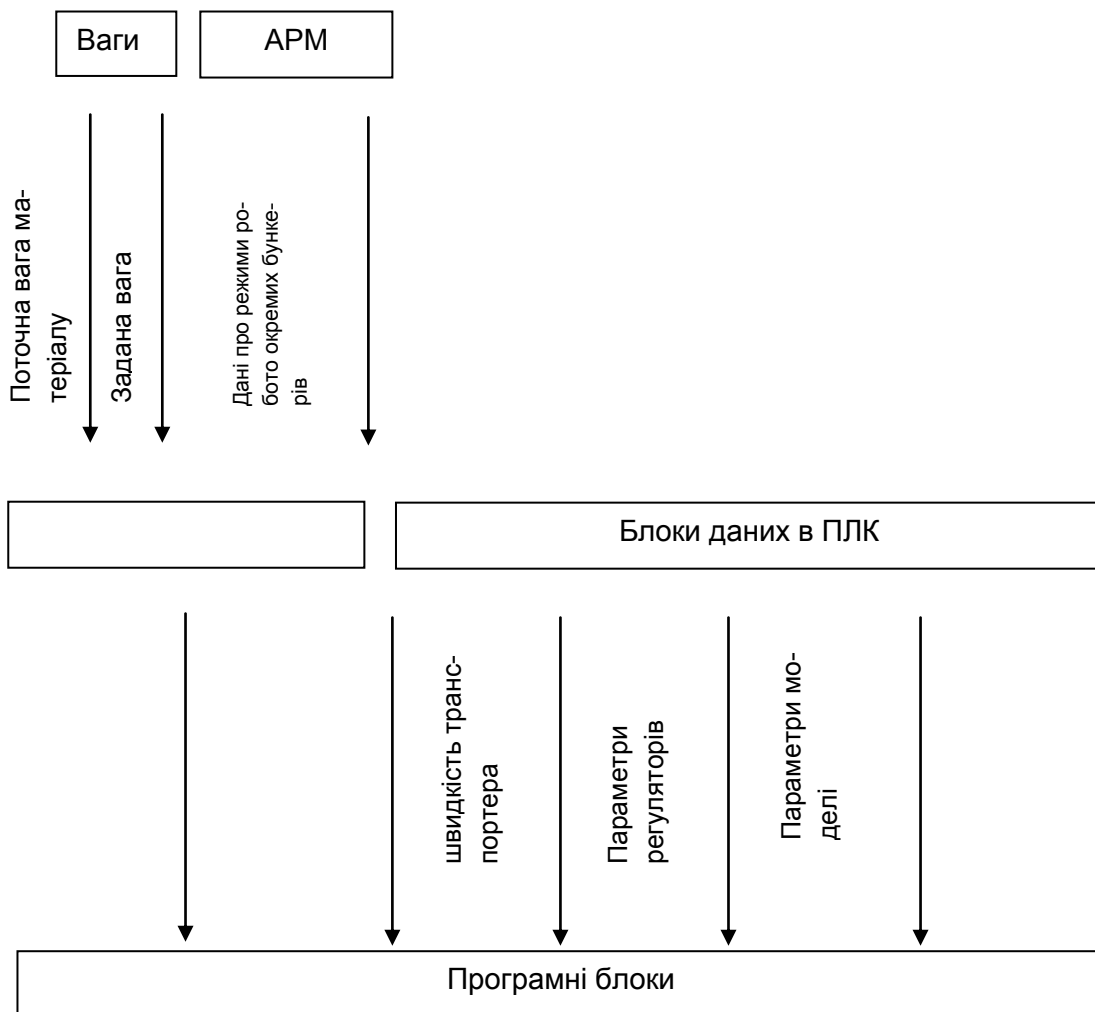 Ваги
АРМ
Поточна вага ма-
теріалу
Задана вага
Дані про режими ро-
бото окремих бунке-
рів
Блоки даних в ПЛК
швидкість транс-
портера
Параметри
регуляторів
Параметри мо-
делі
Програмні блоки